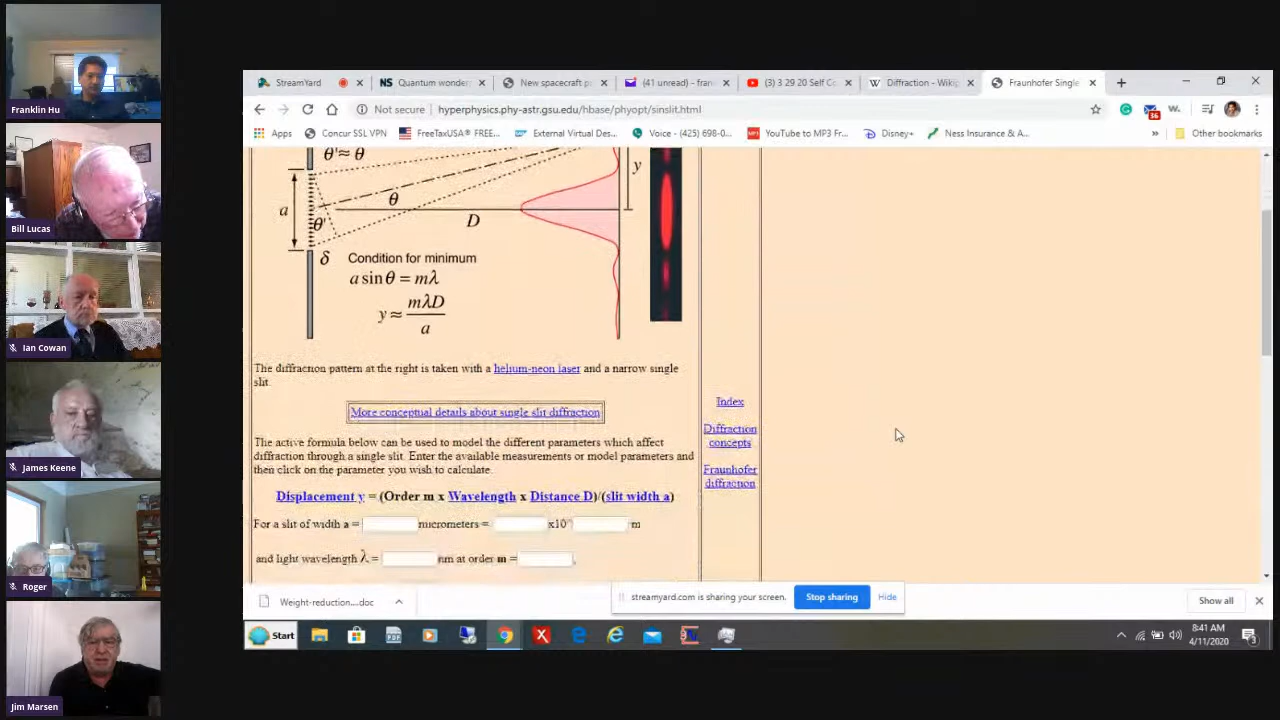 Franklin Hu
Bill Lucas
Ian Cowan
James Keene
Roger
Jim Marsen
StreamYard
Quantum wonder
New spacecraft p
(41 unread) - fran
(3) 3 29 20 Self Co
Diffraction - Wikip
Fraunhofer Single
Not secure
hyperphysics.phy-astr.gsu.edu/hbase/phyopt/sinslit.html
Apps
Concur SSL VPN
FreeTaxUSA® FREE...
External Virtual Des...
Voice - (425) 698-0...
YouTube to MP3 Fr...
Disney+
Ness Insurance & A...
»
Other bookmarks
36
θ'≈ θ
y
a
θ
θ'
D
δ
Condition for minimum
a sin θ = mλ
y ≈ mλD
a
The diffraction pattern at the right is taken with a helium-neon laser and a narrow single
slit.
More conceptual details about single slit diffraction
The active formula below can be used to model the different parameters which affect
diffraction through a single slit. Enter the available measurements or model parameters and
then click on the parameter you wish to calculate.
Displacement y = (Order m x Wavelength x Distance D)/(slit width a)
For a slit of width a = micrometers = x10^ m
and light wavelength λ = nm at order m = ,
Index
Diffraction
concepts
Fraunhofer
diffraction
streamyard.com is sharing your screen.
Stop sharing
Hide
Weight-reduction....doc
Show all
Start
8:41 AM
4/11/2020
3